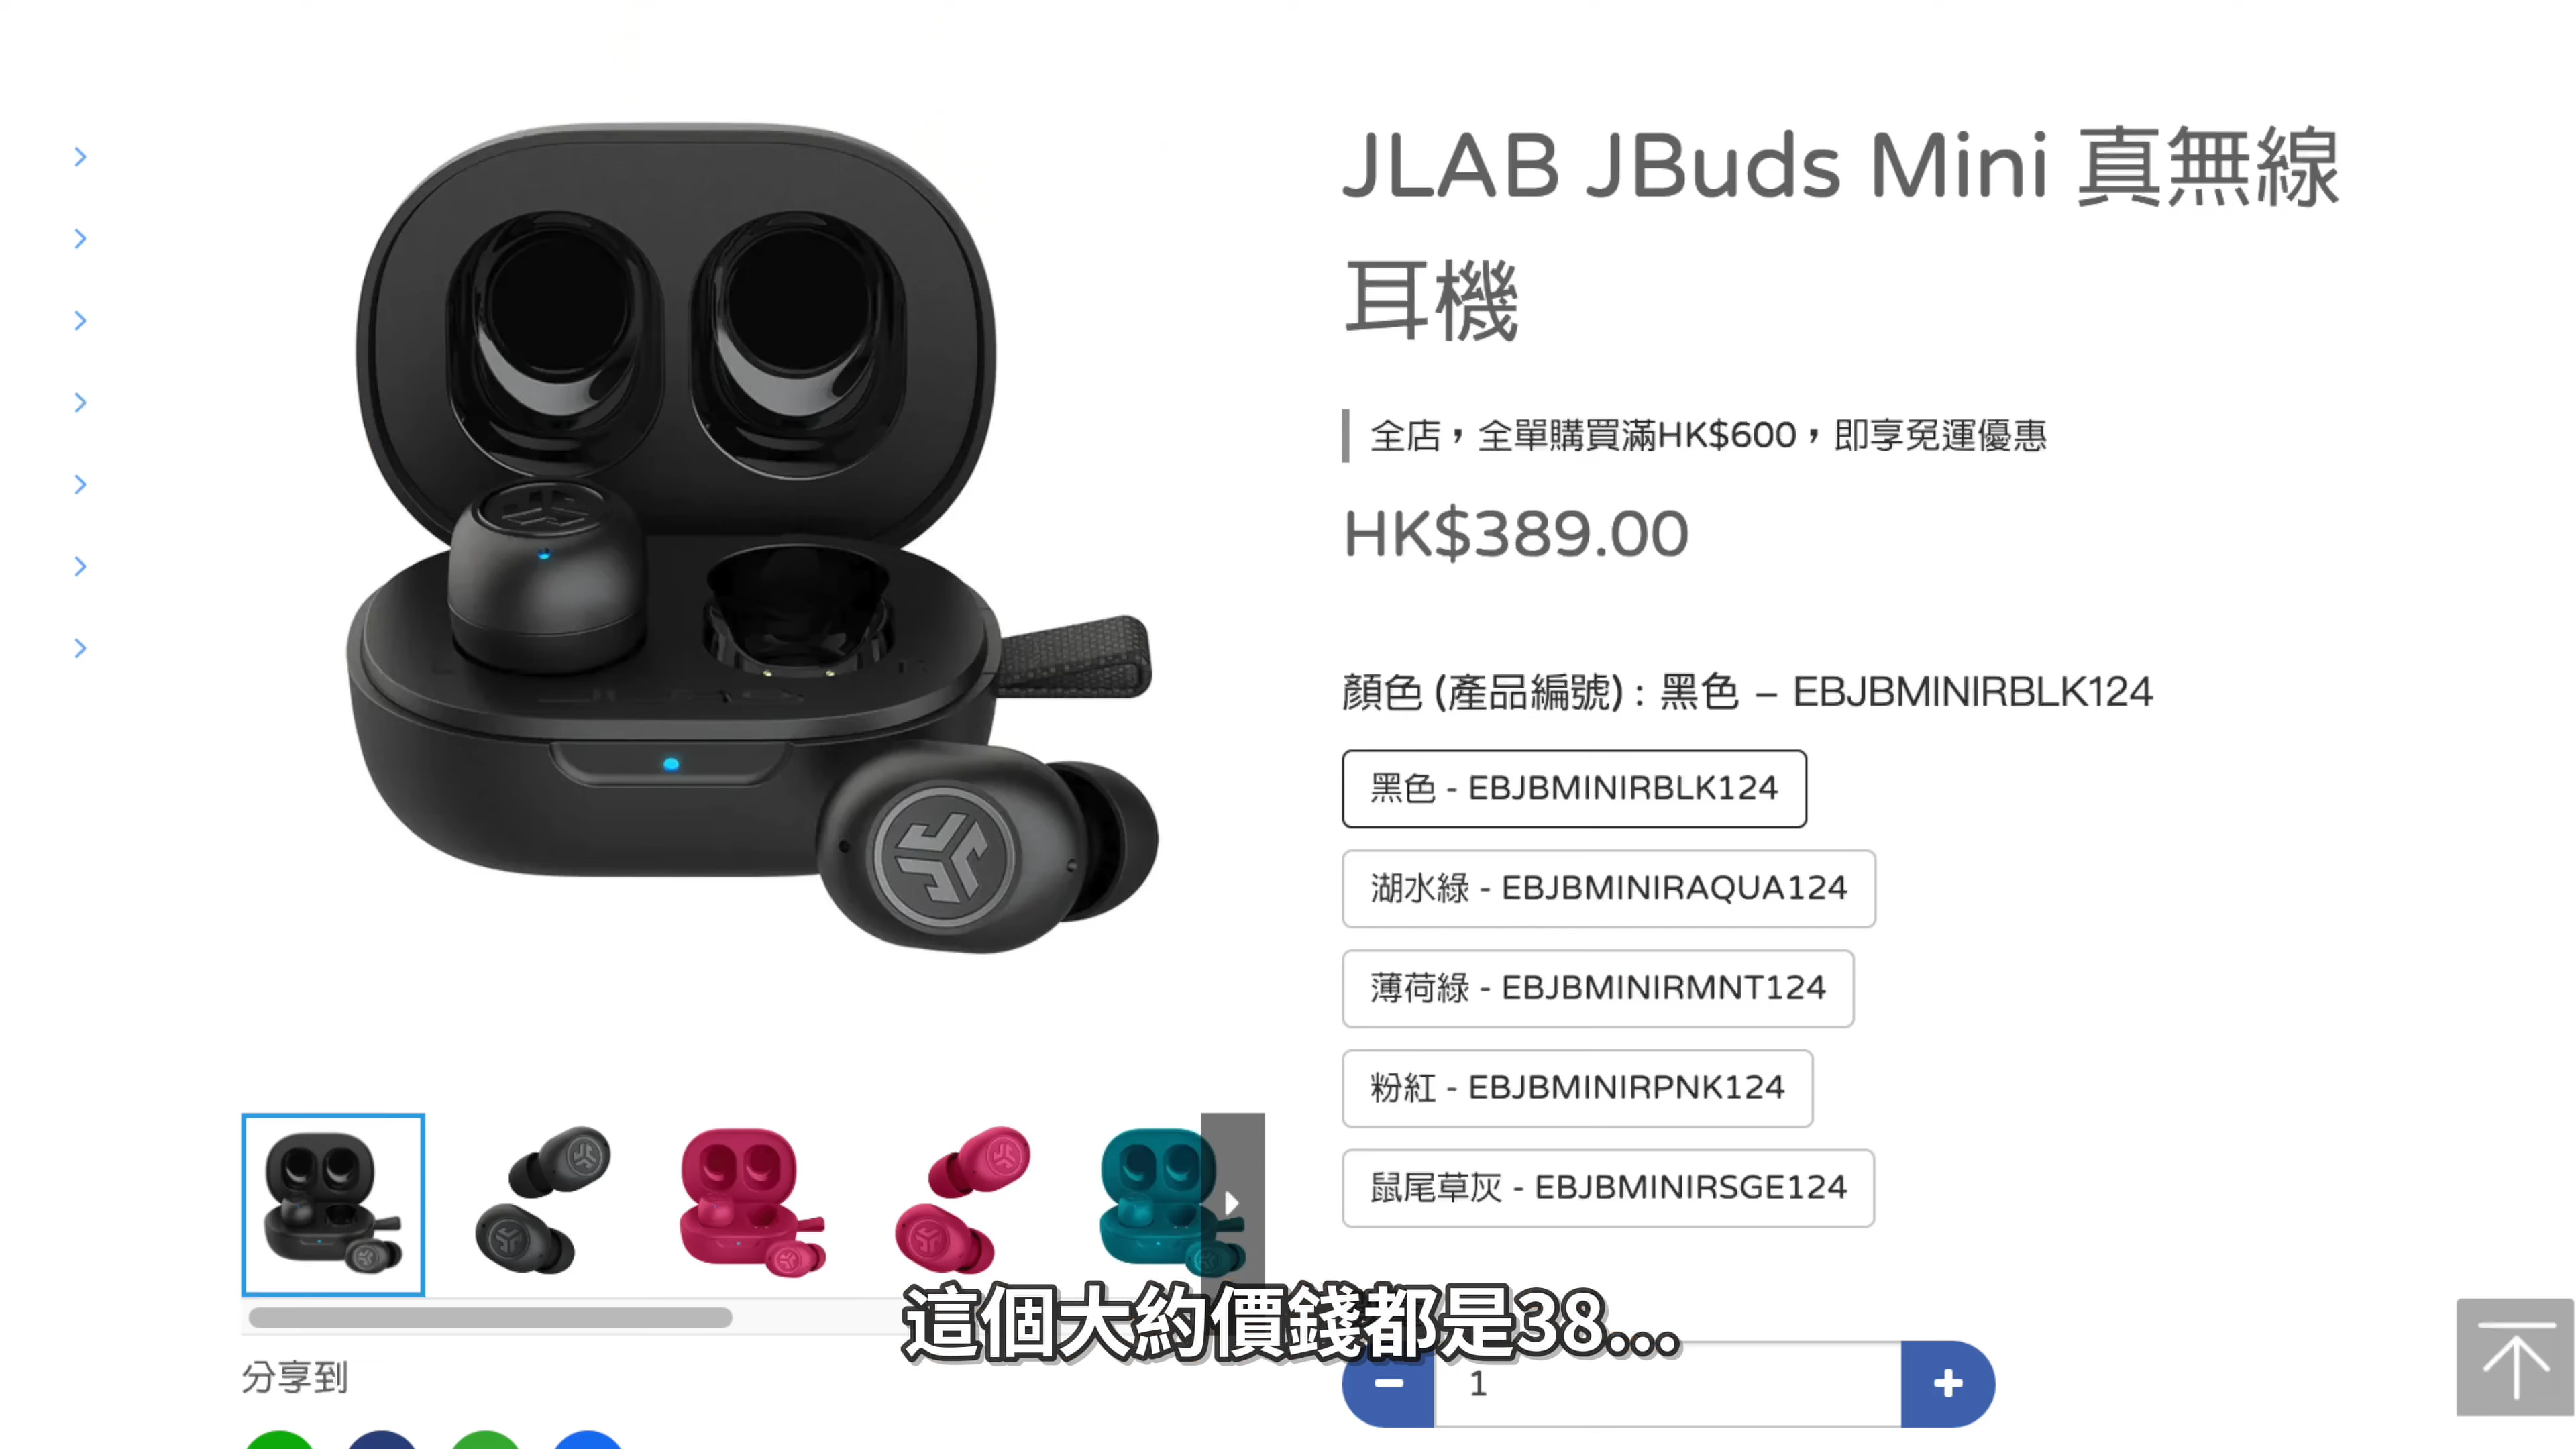 JLAB JBuds Mini 真無線
耳機
全店，全單購買滿HK$600，即享免運優惠
HK$389.00
顏色 (產品編號) : 黑色 – EBJBMINIRBLK124
黑色 - EBJBMINIRBLK124
湖水綠 - EBJBMINIRAQUA124
薄荷綠 - EBJBMINIRMNT124
粉紅 - EBJBMINIRPNK124
鼠尾草灰 - EBJBMINIRSGE124
這個大約價錢都是38...
分享到
1